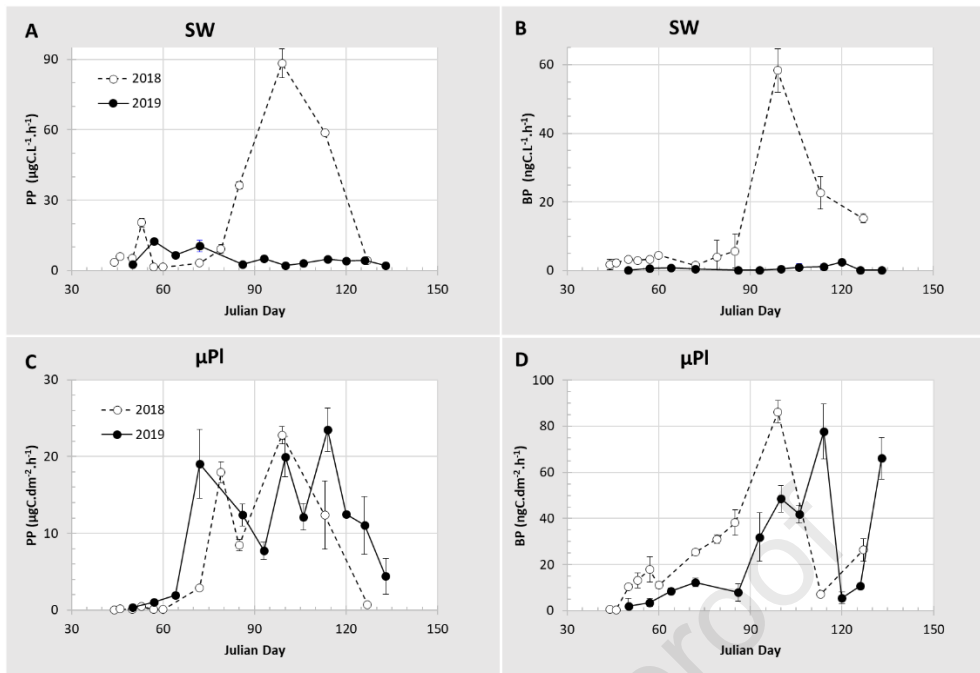 A SW
90
60
30
0
PP (µgC.L⁻¹.h⁻¹)
2018
2019
30 60 90 120 150
Julian Day
B SW
60
40
20
0
BP (ngC.L⁻¹.h⁻¹)
30 60 90 120 150
Julian Day
C µPl
30
20
10
0
PP (µgC.dm⁻².h⁻¹)
2018
2019
30 60 90 120 150
Julian Day
D µPl
100
80
60
40
20
0
BP (ngC.dm⁻².h⁻¹)
30 60 90 120 150
Julian Day
proof